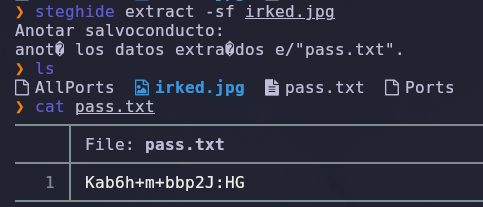 ❯ steghide extract -sf irked.jpg
Anotar salvoconducto:
anot� los datos extra�dos e/"pass.txt".
❯ ls
AllPorts irked.jpg pass.txt Ports
❯ cat pass.txt
File: pass.txt
1 Kab6h+m+bbp2J:HG